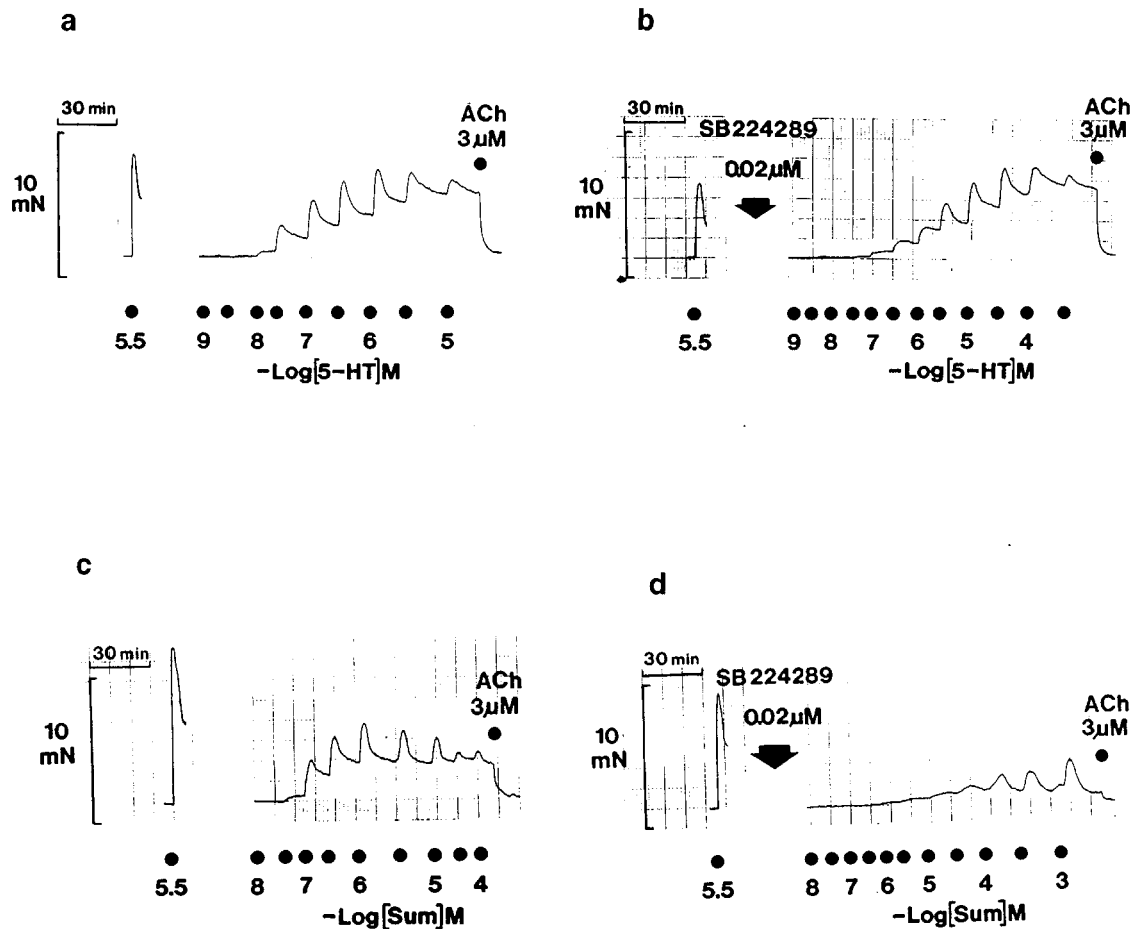 a
30 min
ACh
3µM
10
mN
5.5 9 8 7 6 5
-Log[5-HT]M
b
30 min
SB224289
0.02µM
ACh
3µM
10
mN
5.5 9 8 7 6 5 4
-Log[5-HT]M
c
30 min
ACh
3µM
10
mN
5.5 8 7 6 5 4
-Log[Sum]M
d
30 min
SB224289
0.02µM
ACh
3µM
10
mN
5.5 8 7 6 5 4 3
-Log[Sum]M